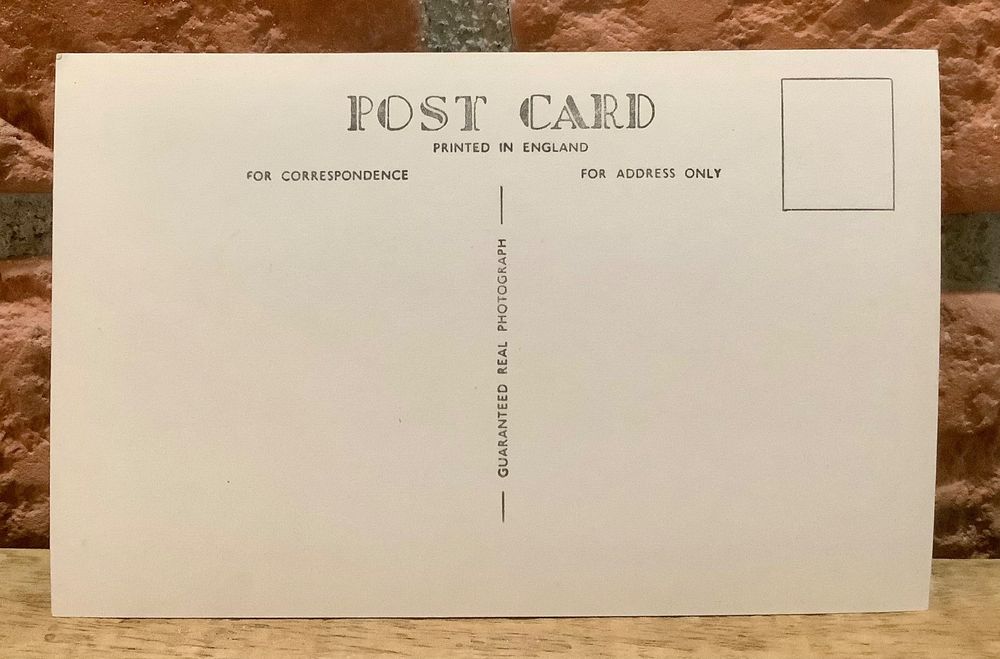 POST CARD
PRINTED IN ENGLAND
FOR CORRESPONDENCE
FOR ADDRESS ONLY
GUARANTEED REAL PHOTOGRAPH